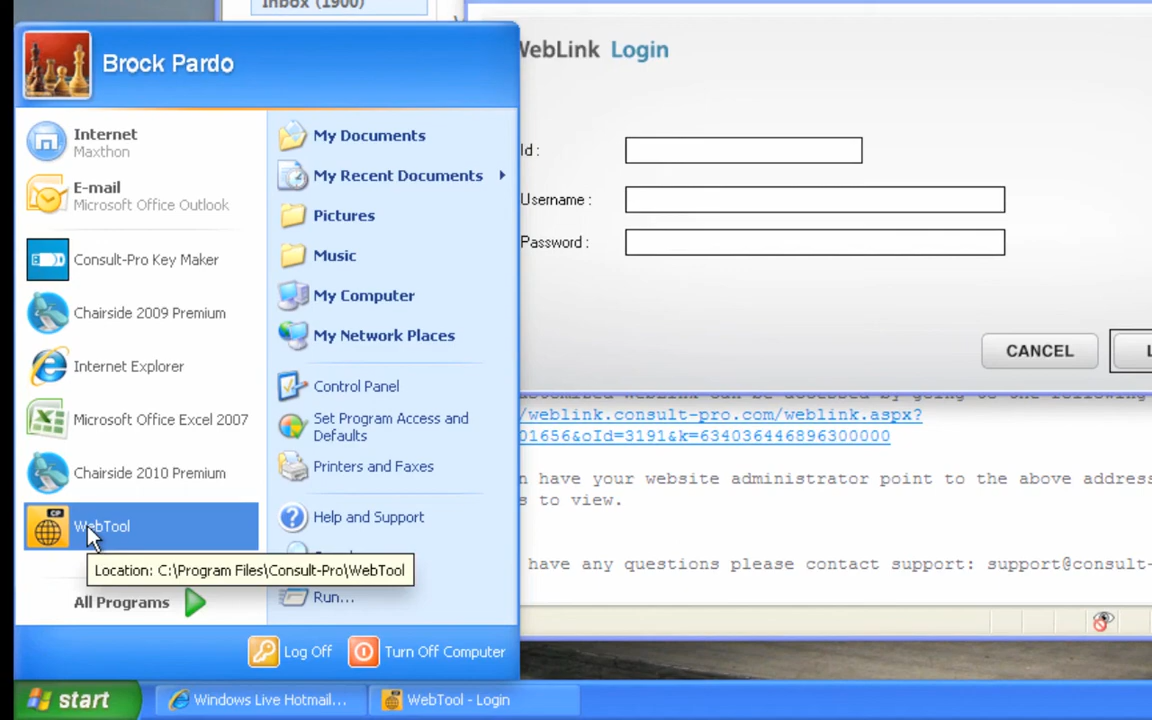 Inbox (1900)
Brock Pardo
WebLink Login
Internet
Maxthon
My Documents
Id :
My Recent Documents
E-mail
Microsoft Office Outlook
Username :
Pictures
Password :
Consult-Pro Key Maker
Music
Chairside 2009 Premium
My Computer
My Network Places
CANCEL
Internet Explorer
Control Panel
/weblink.consult-pro.com/weblink.aspx?
Microsoft Office Excel 2007
Set Program Access and
Defaults
01656&oId=3191&k=634036446896300000
Chairside 2010 Premium
Printers and Faxes
n have your website administrator point to the above address
s to view.
WebTool
CP
Help and Support
Location: C:\Program Files\Consult-Pro\WebTool
have any questions please contact support: support@consult-
All Programs
Run...
Log Off
Turn Off Computer
start
Windows Live Hotmail...
WebTool - Login